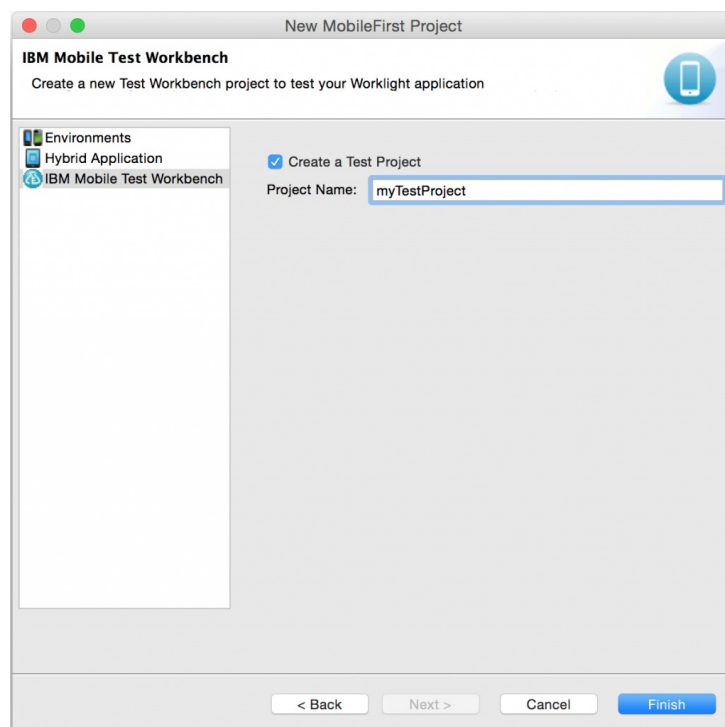 New MobileFirst Project
IBM Mobile Test Workbench
Create a new Test Workbench project to test your Worklight application
Environments
Hybrid Application
IBM Mobile Test Workbench
Create a Test Project
Project Name: myTestProject
< Back Next > Cancel Finish